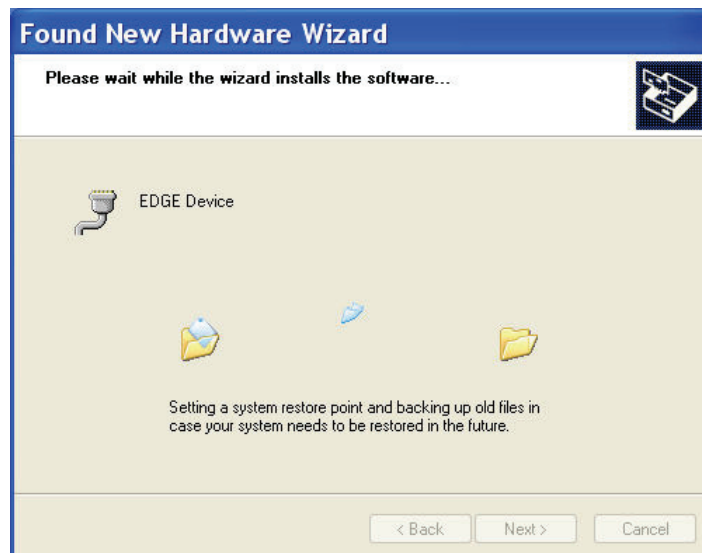 Found New Hardware Wizard
Please wait while the wizard installs the software...
EDGE Device
Setting a system restore point and backing up old files in
case your system needs to be restored in the future.
< Back
Next >
Cancel